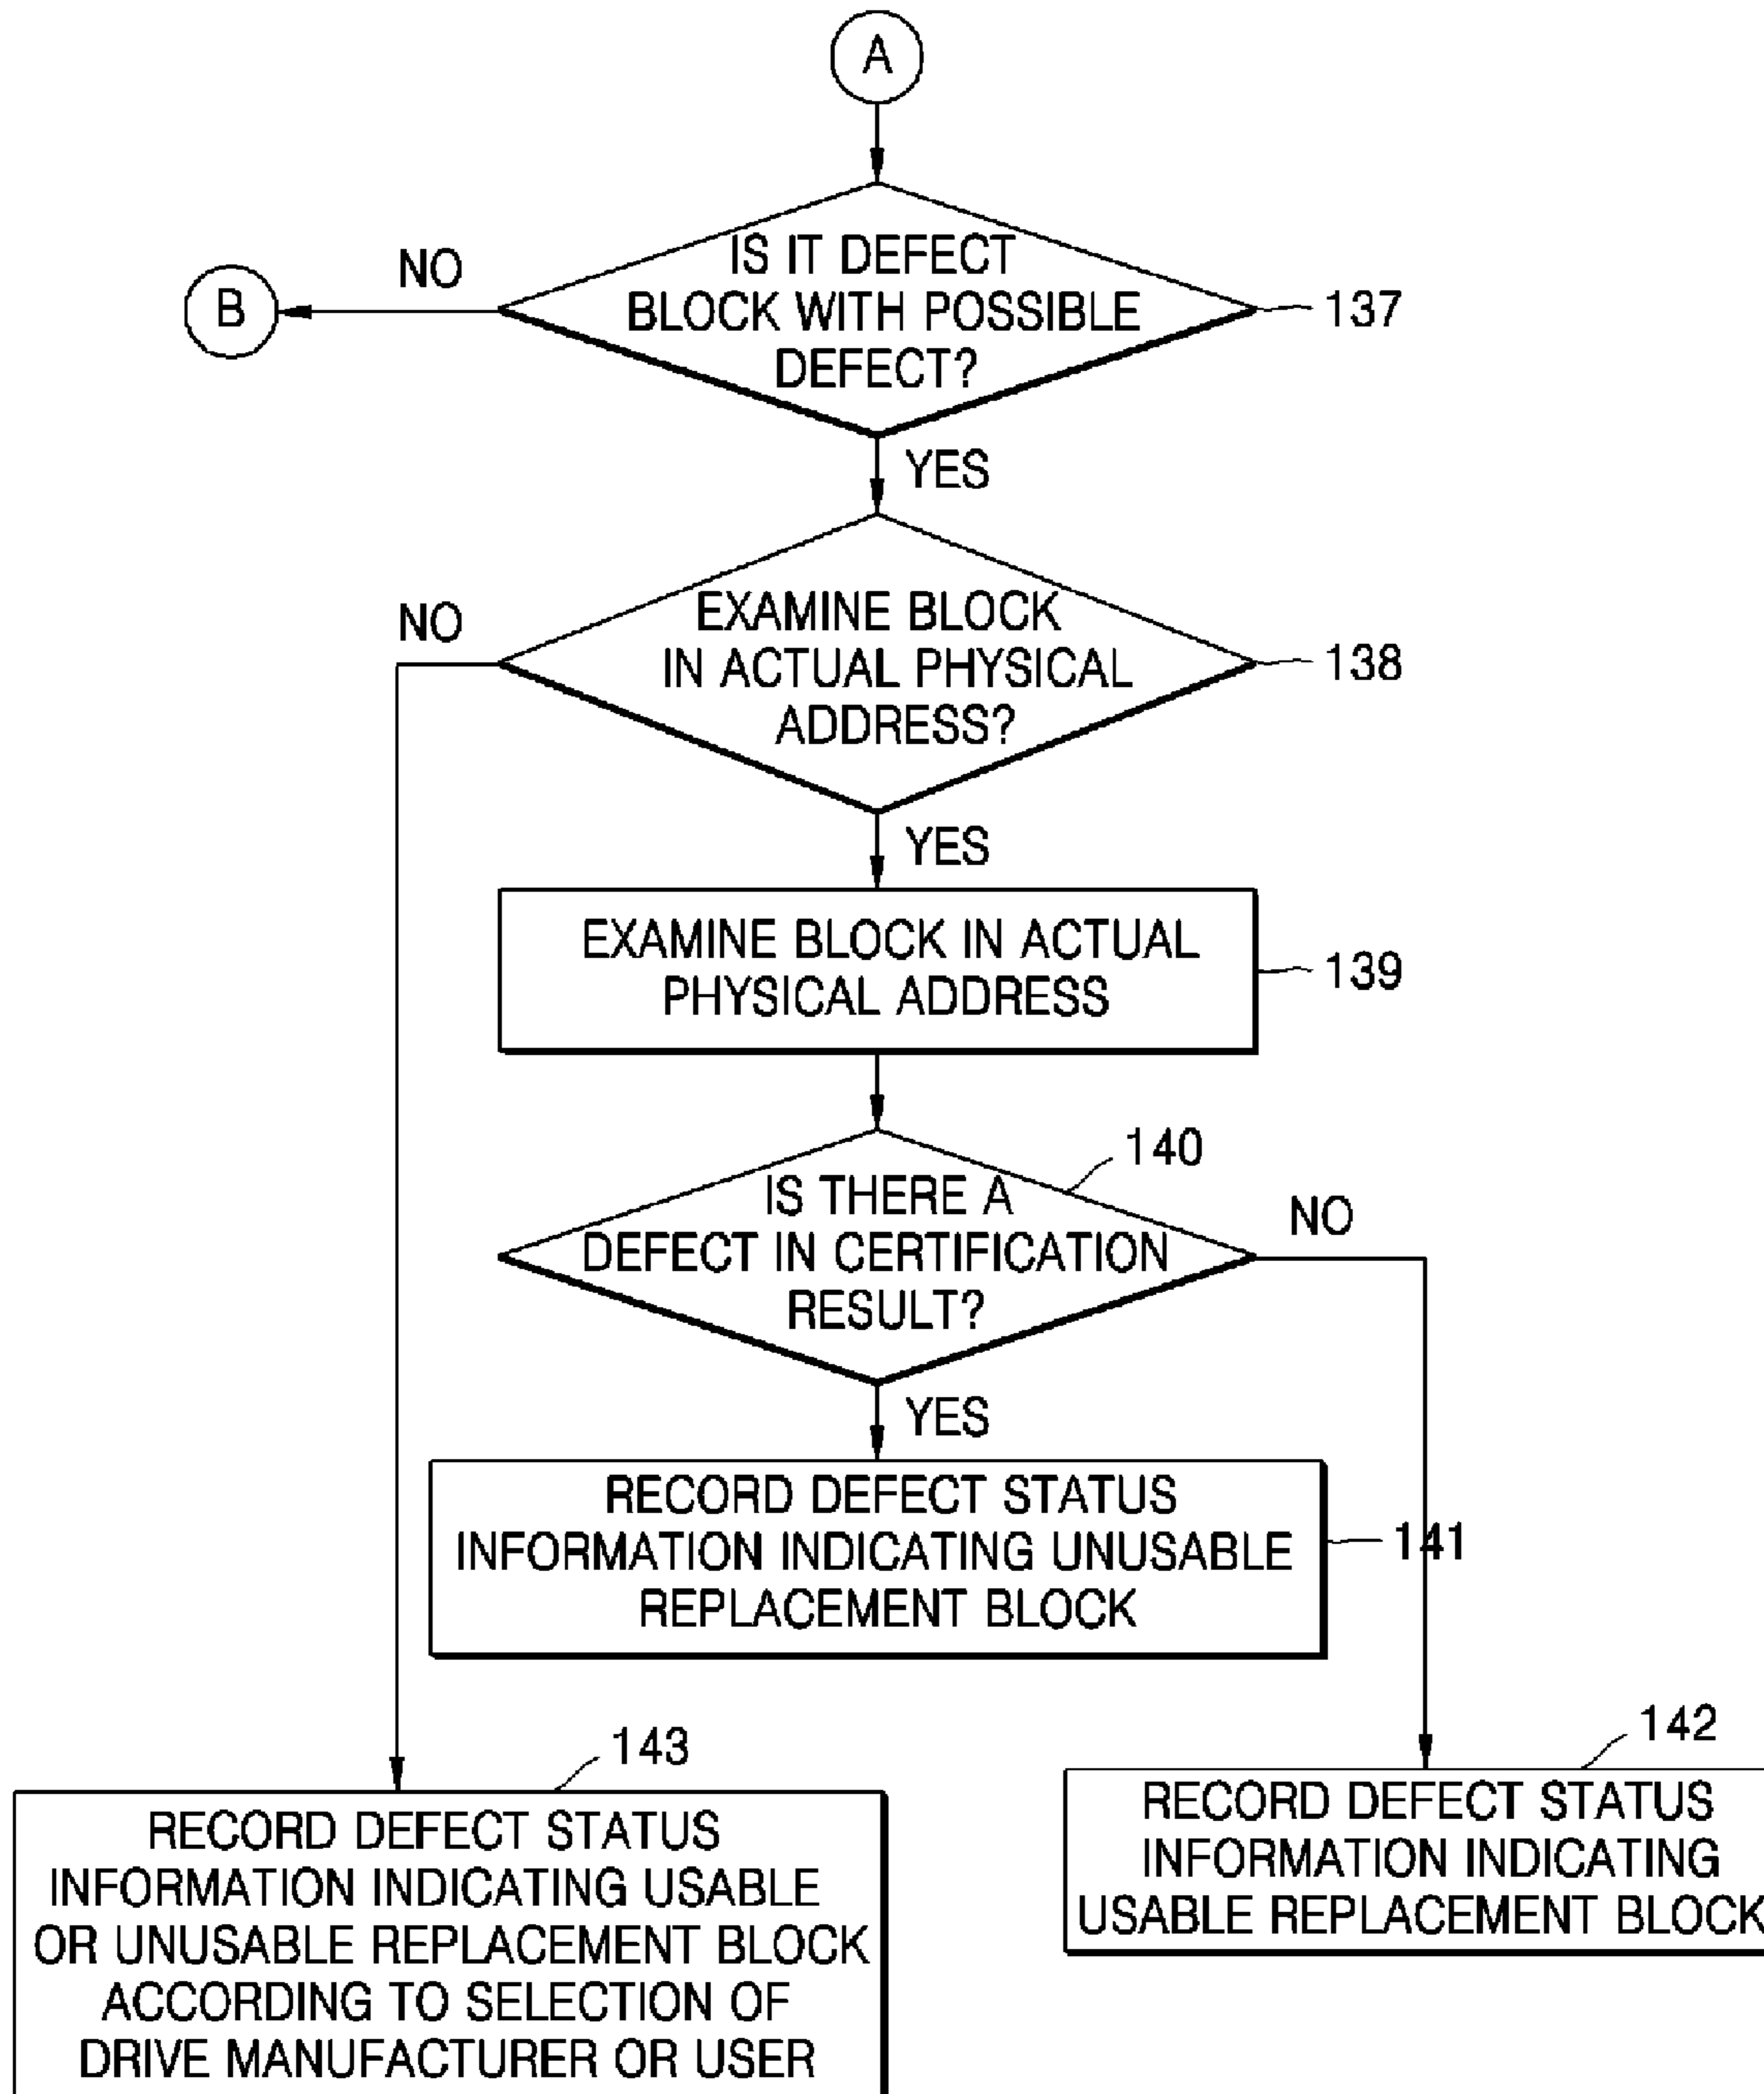 A
IS IT DEFECT
BLOCK WITH POSSIBLE
DEFECT?
137
NO
B
YES
EXAMINE BLOCK
IN ACTUAL PHYSICAL
ADDRESS?
138
NO
YES
EXAMINE BLOCK IN ACTUAL
PHYSICAL ADDRESS
139
140
IS THERE A
DEFECT IN CERTIFICATION
RESULT?
NO
YES
RECORD DEFECT STATUS
INFORMATION INDICATING UNUSABLE
REPLACEMENT BLOCK
141
143
RECORD DEFECT STATUS
INFORMATION INDICATING USABLE
OR UNUSABLE REPLACEMENT BLOCK
ACCORDING TO SELECTION OF
DRIVE MANUFACTURER OR USER
142
RECORD DEFECT STATUS
INFORMATION INDICATING
USABLE REPLACEMENT BLOCK